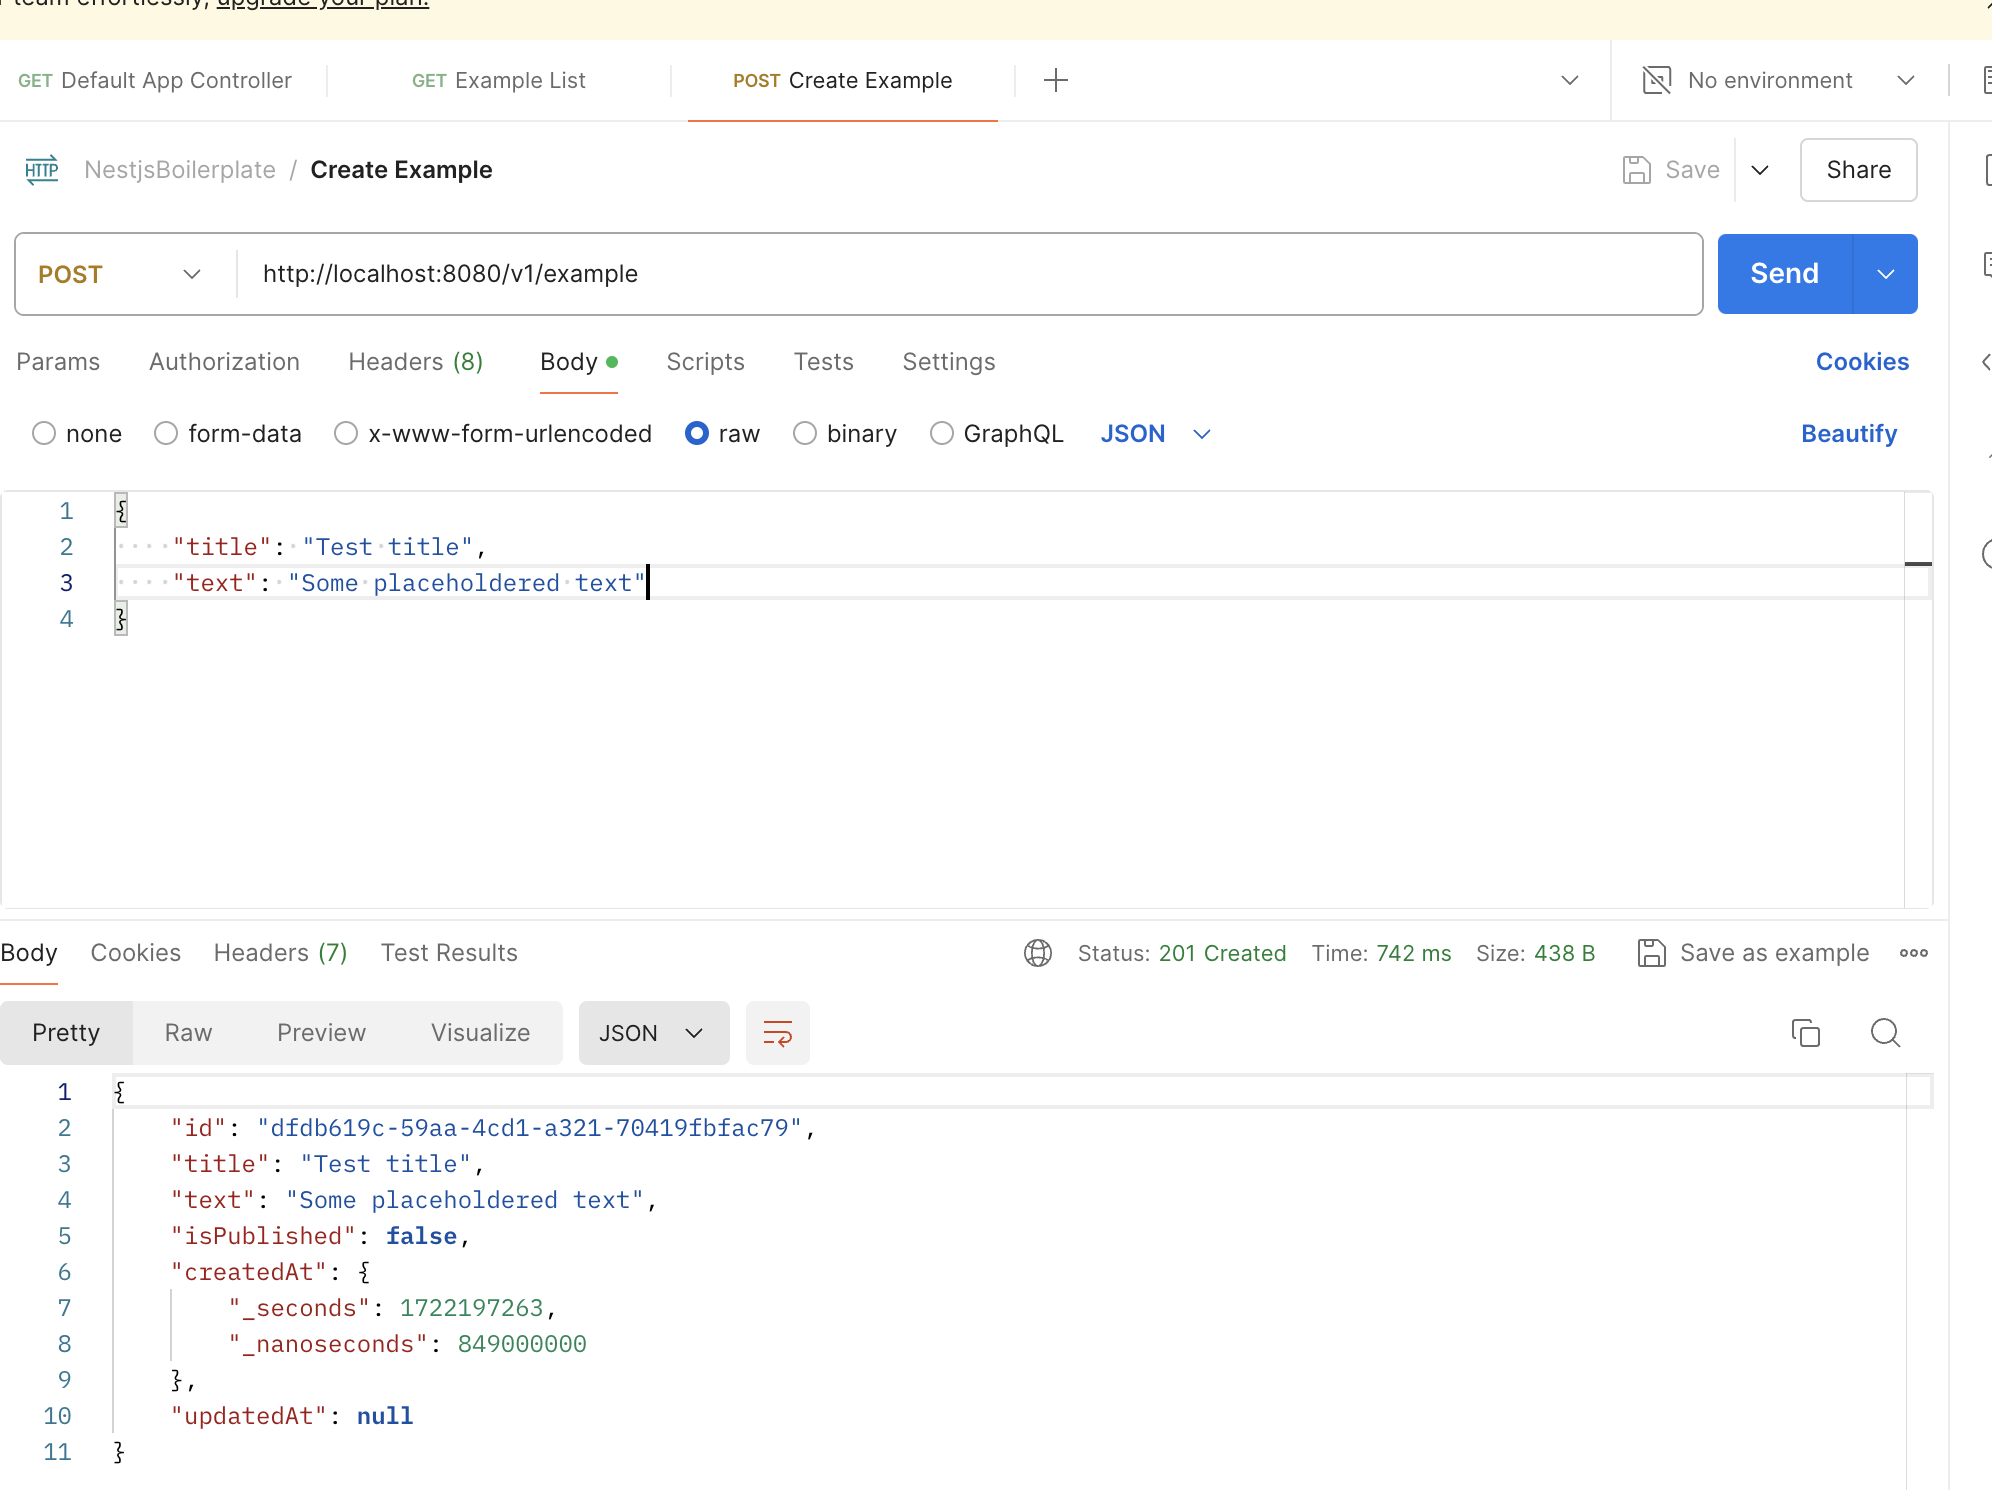 team effortlessly, upgrade your plan.
GET Default App Controller GET Example List POST Create Example No environment
HTTP NestjsBoilerplate / Create Example Save Share
POST http://localhost:8080/v1/example Send
Params Authorization Headers (8) Body Scripts Tests Settings Cookies
none form-data x-www-form-urlencoded raw binary GraphQL JSON Beautify
1 {
2 "title": "Test title",
3 "text": "Some placeholdered text"
4 }
Body Cookies Headers (7) Test Results Status: 201 Created Time: 742 ms Size: 438 B Save as example
Pretty Raw Preview Visualize JSON
1 {
2 "id": "dfdb619c-59aa-4cd1-a321-70419fbfac79",
3 "title": "Test title",
4 "text": "Some placeholdered text",
5 "isPublished": false,
6 "createdAt": {
7 "_seconds": 1722197263,
8 "_nanoseconds": 849000000
9 },
10 "updatedAt": null
11 }